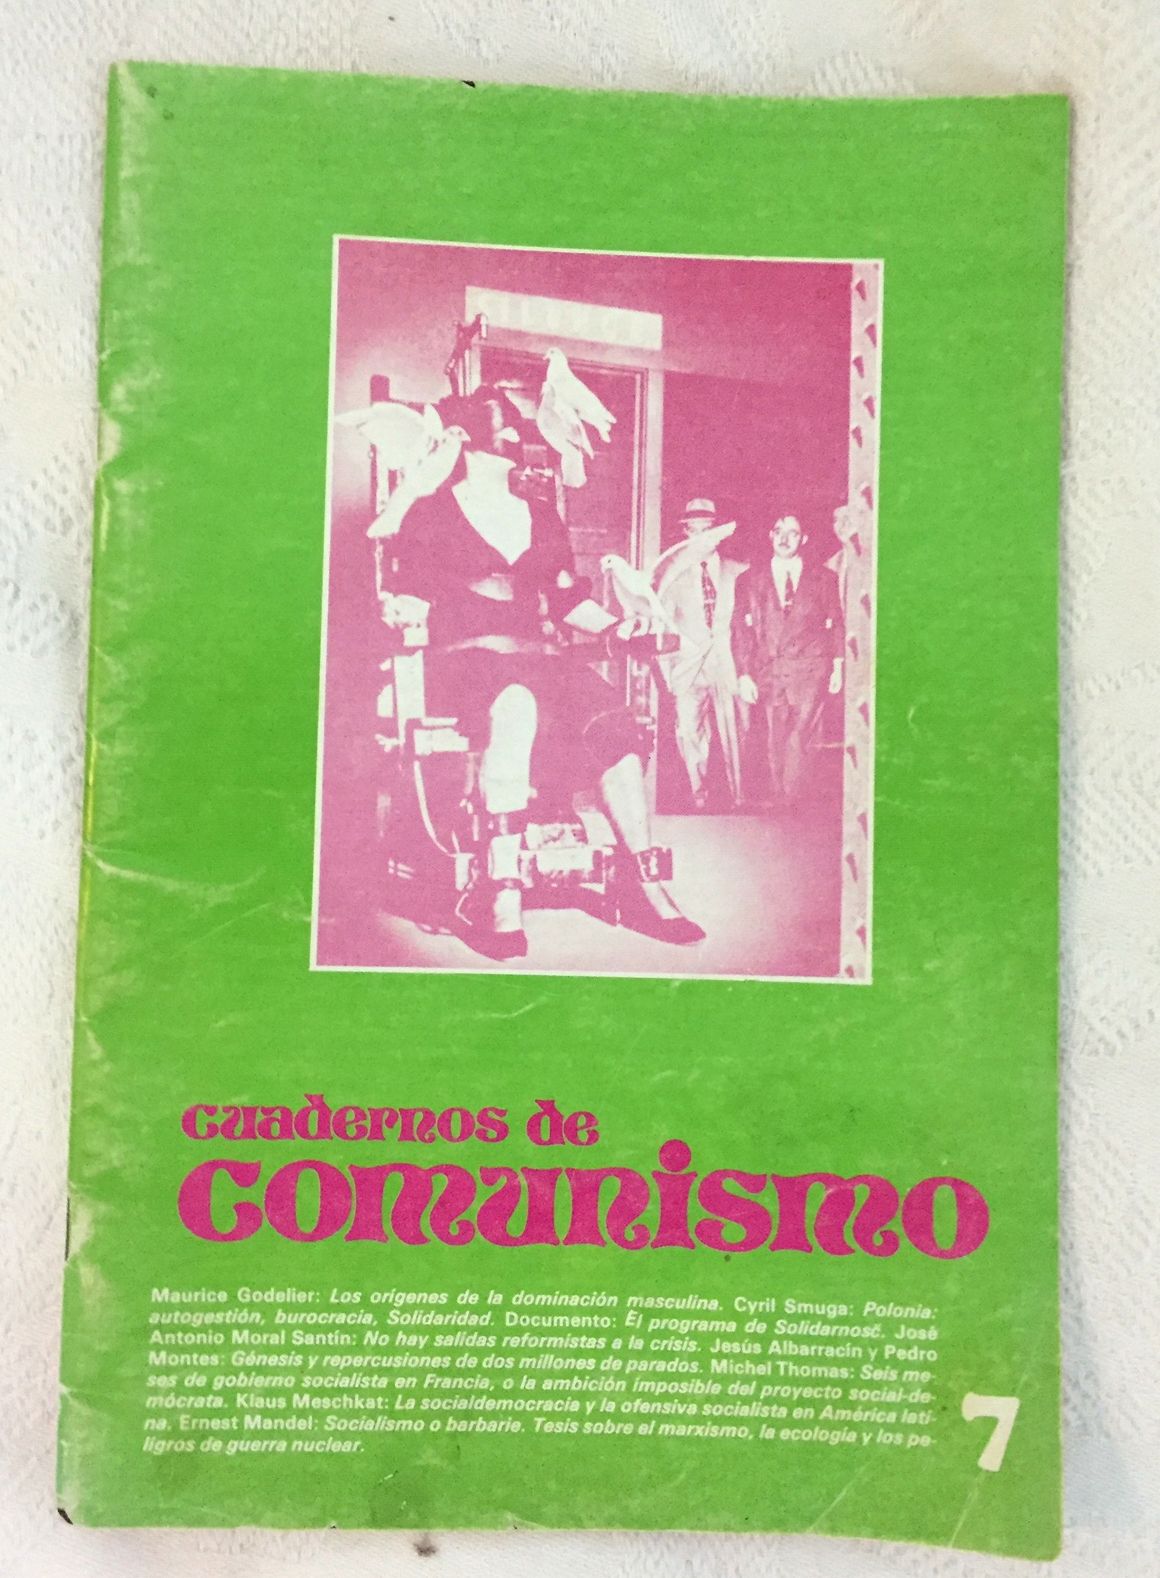 cuadernos de
comunismo
Maurice Godelier: Los orígenes de la dominación masculina. Cyril Smuga: Polonia:
autogestión, burocracia, Solidaridad. Documento: El programa de Solidarnosč. José
Antonio Moral Santín: No hay salidas reformistas a la crisis. Jesús Albarracín y Pedro
Montes: Génesis y repercusiones de dos millones de parados. Michel Thomas: Seis me-
ses de gobierno socialista en Francia, o la ambición imposible del proyecto social-de-
mócrata. Klaus Meschkat: La socialdemocracia y la ofensiva socialista en América lati-
na. Ernest Mandel: Socialismo o barbarie. Tesis sobre el marxismo, la ecología y los pe-
ligros de guerra nuclear.
7